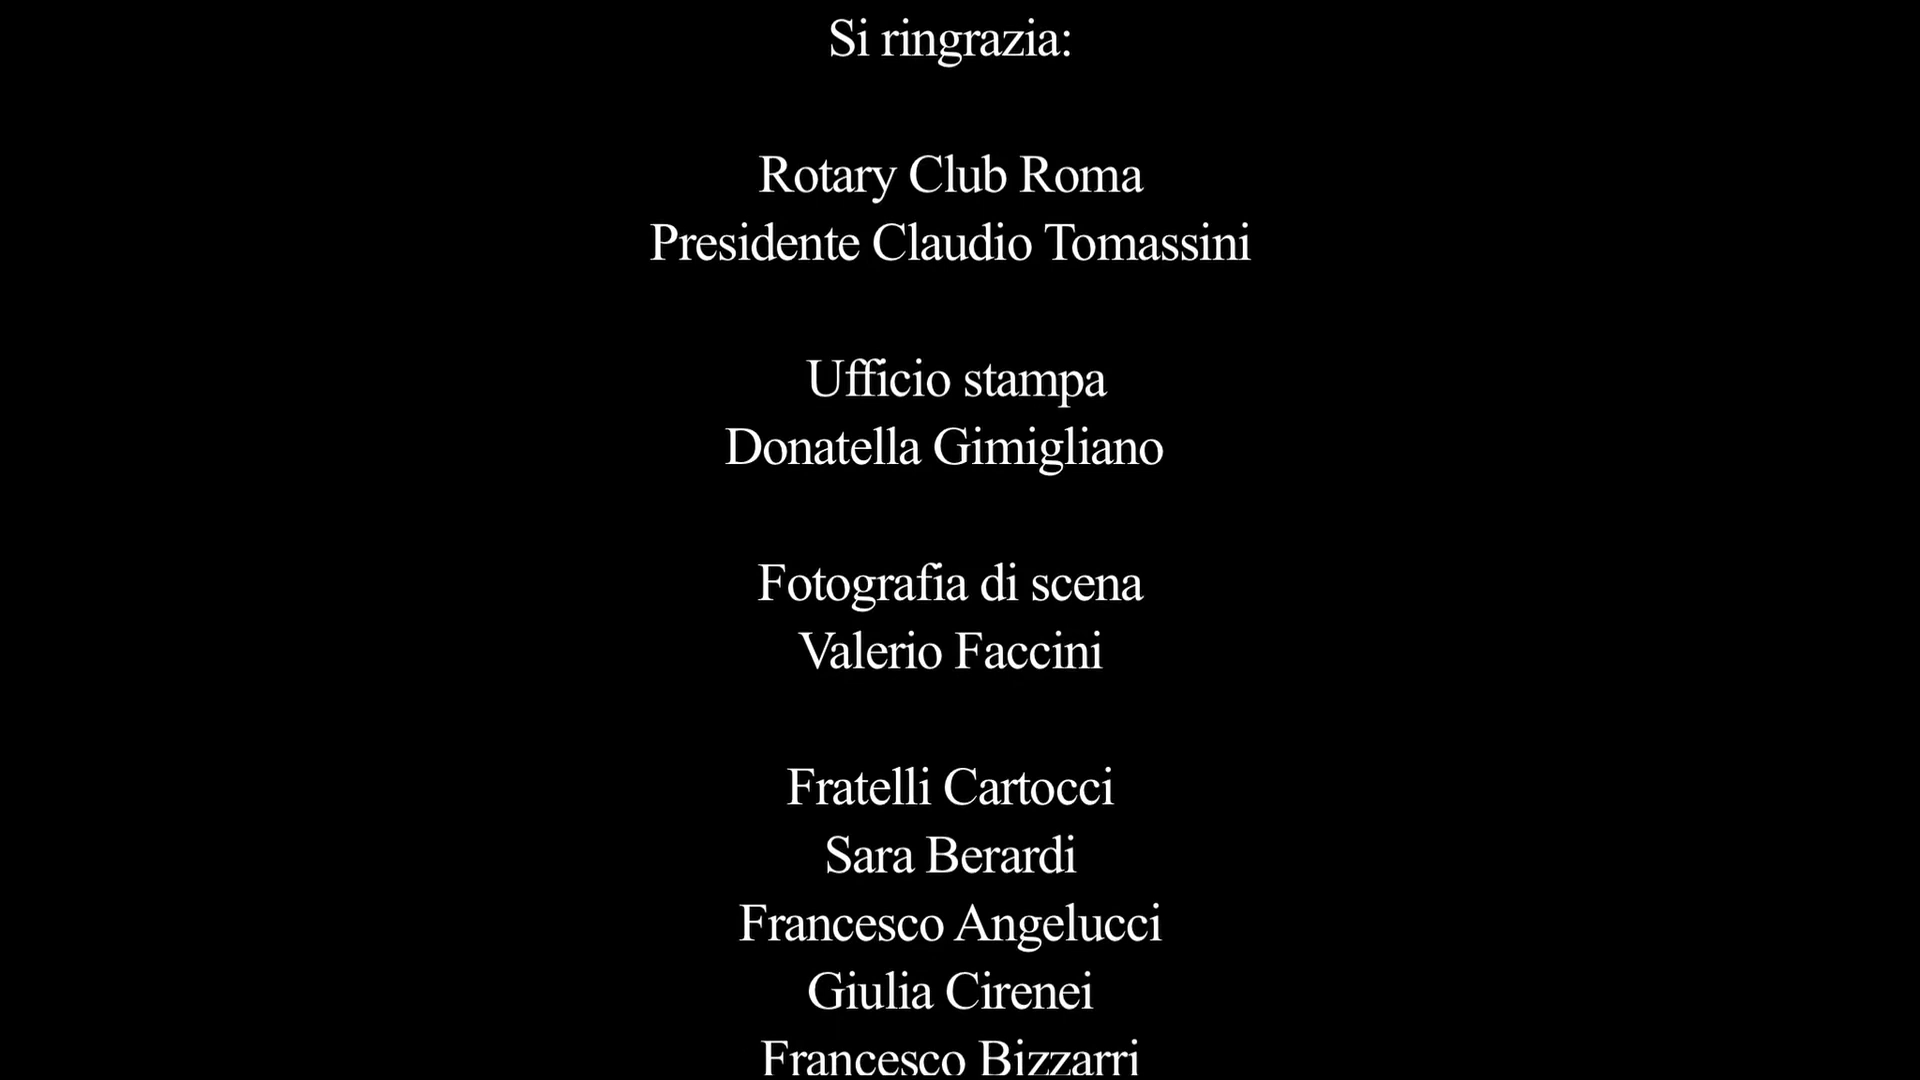 Si ringrazia:
Rotary Club Roma
Presidente Claudio Tomassini
Ufficio stampa
Donatella Gimigliano
Fotografia di scena
Valerio Faccini
Fratelli Cartocci
Sara Berardi
Francesco Angelucci
Giulia Cirenei
Francesco Bizzarri